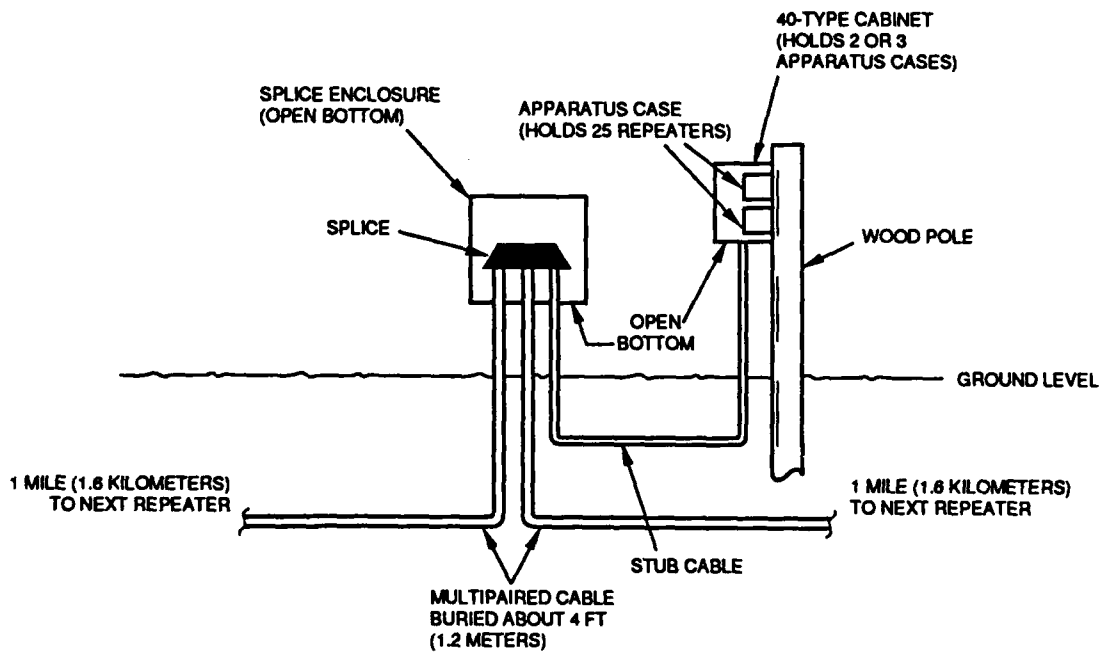 40-TYPE CABINET
(HOLDS 2 OR 3
APPARATUS CASES)
SPLICE ENCLOSURE
(OPEN BOTTOM)
APPARATUS CASE
(HOLDS 25 REPEATERS)
SPLICE
WOOD POLE
OPEN
BOTTOM
GROUND LEVEL
1 MILE (1.6 KILOMETERS)
TO NEXT REPEATER
1 MILE (1.6 KILOMETERS)
TO NEXT REPEATER
STUB CABLE
MULTIPAIRED CABLE
BURIED ABOUT 4 FT
(1.2 METERS)